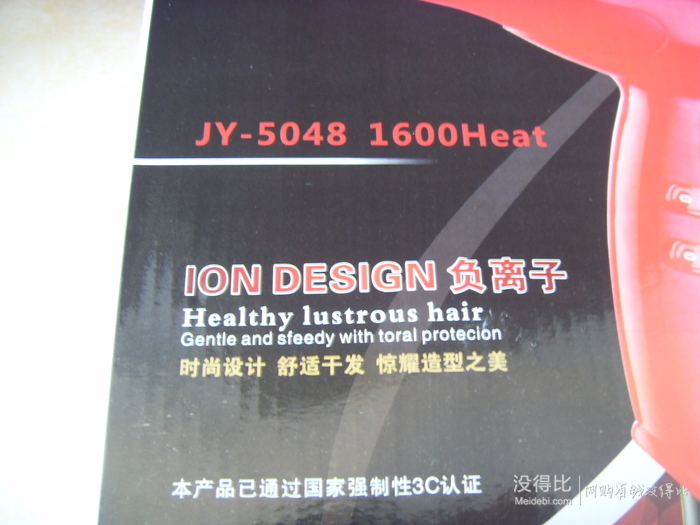 JY-5048 1600Heat
ION DESIGN 负离子
Healthy lustrous hair
Gentle and sfeedy with toral protecion
时尚设计 舒适干发 惊耀造型之美
本产品已通过国家强制性3C认证
没得比 网购省钱没得比
Meidebi.com